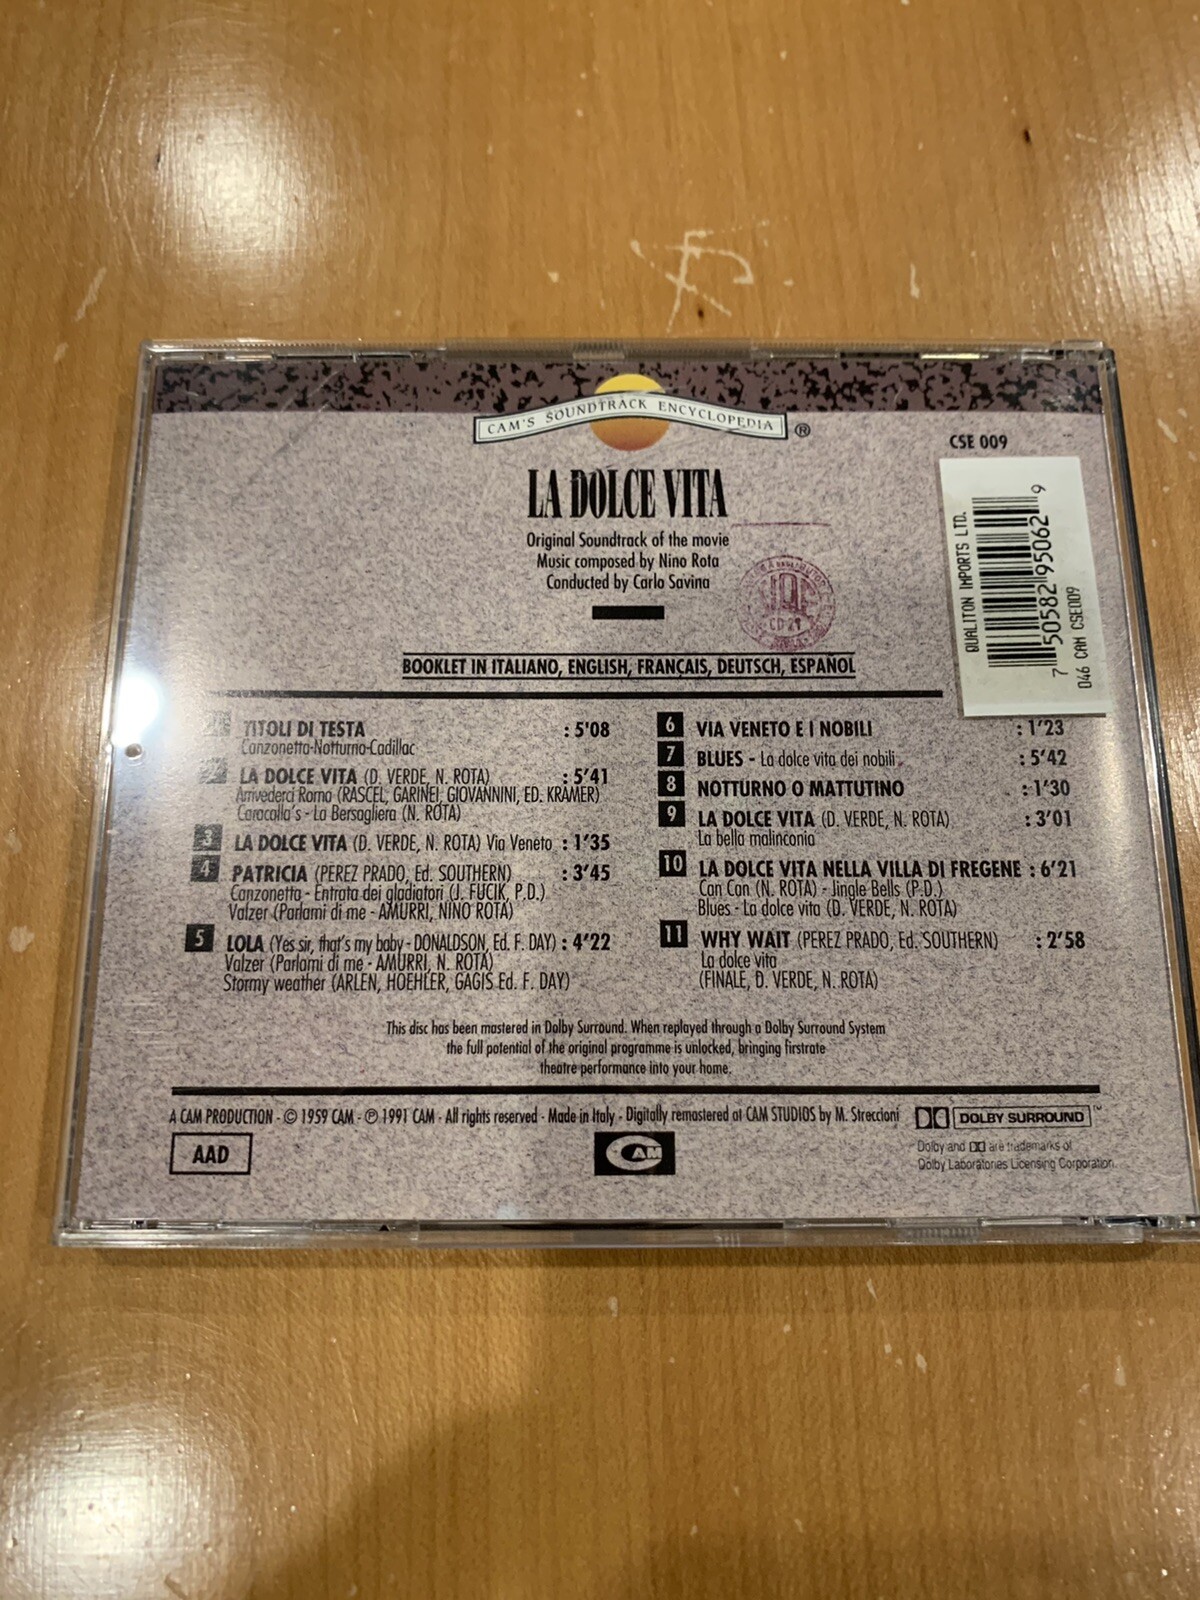 CAM'S SOUNDTRACK ENCYCLOPEDIA ®
CSE 009
LA DOLCE VITA
Original Soundtrack of the movie
Music composed by Nino Rota
Conducted by Carlo Savina
BOOKLET IN ITALIANO, ENGLISH, FRANÇAIS, DEUTSCH, ESPAÑOL
QUALITON IMPORTS LTD.
7 50582 95062 9
046 CAM CSE009
1 TITOLI DI TESTA : 5'08
Canzonetta-Notturno-Cadillac
2 LA DOLCE VITA (D. VERDE, N. ROTA) : 5'41
Arrivederci Roma (RASCEL, GARINEI, GIOVANNINI, ED. KRAMER)
Caracalla's - La Bersagliera (N. ROTA)
3 LA DOLCE VITA (D. VERDE, N. ROTA) Via Veneto : 1'35
4 PATRICIA (PEREZ PRADO, Ed. SOUTHERN) : 3'45
Canzonetta - Entrata dei gladiatori (J. FUCIK, P.D.)
Valzer (Parlami di me - AMURRI, NINO ROTA)
5 LOLA (Yes sir, that's my baby - DONALDSON, Ed. F. DAY) : 4'22
Valzer (Parlami di me - AMURRI, N. ROTA)
Stormy weather (ARLEN, HOEHLER, GAGIS Ed. F. DAY)
6 VIA VENETO E I NOBILI : 1'23
7 BLUES - La dolce vita dei nobili : 5'42
8 NOTTURNO O MATTUTINO : 1'30
9 LA DOLCE VITA (D. VERDE, N. ROTA) : 3'01
La bella malinconia
10 LA DOLCE VITA NELLA VILLA DI FREGENE : 6'21
Can Can (N. ROTA) - Jingle Bells (P.D.)
Blues - La dolce vita (D. VERDE, N. ROTA)
11 WHY WAIT (PEREZ PRADO, Ed. SOUTHERN) : 2'58
La dolce vita
(FINALE, D. VERDE, N. ROTA)
This disc has been mastered in Dolby Surround. When replayed through a Dolby Surround System
the full potential of the original programme is unlocked, bringing firstrate
theatre performance into your home.
A CAM PRODUCTION - © 1959 CAM - ℗ 1991 CAM - All rights reserved - Made in Italy - Digitally remastered at CAM STUDIOS by M. Streccioni
DOLBY SURROUND ™
AAD
CAM
Dolby and are trademarks of
Dolby Laboratories Licensing Corporation.